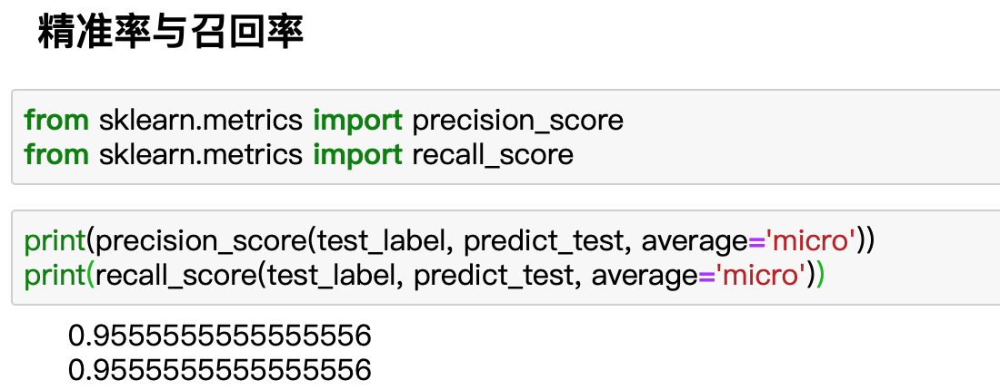 精准率与召回率
from sklearn.metrics import precision_score
from sklearn.metrics import recall_score
print(precision_score(test_label, predict_test, average='micro'))
print(recall_score(test_label, predict_test, average='micro'))
0.9555555555555556
0.9555555555555556